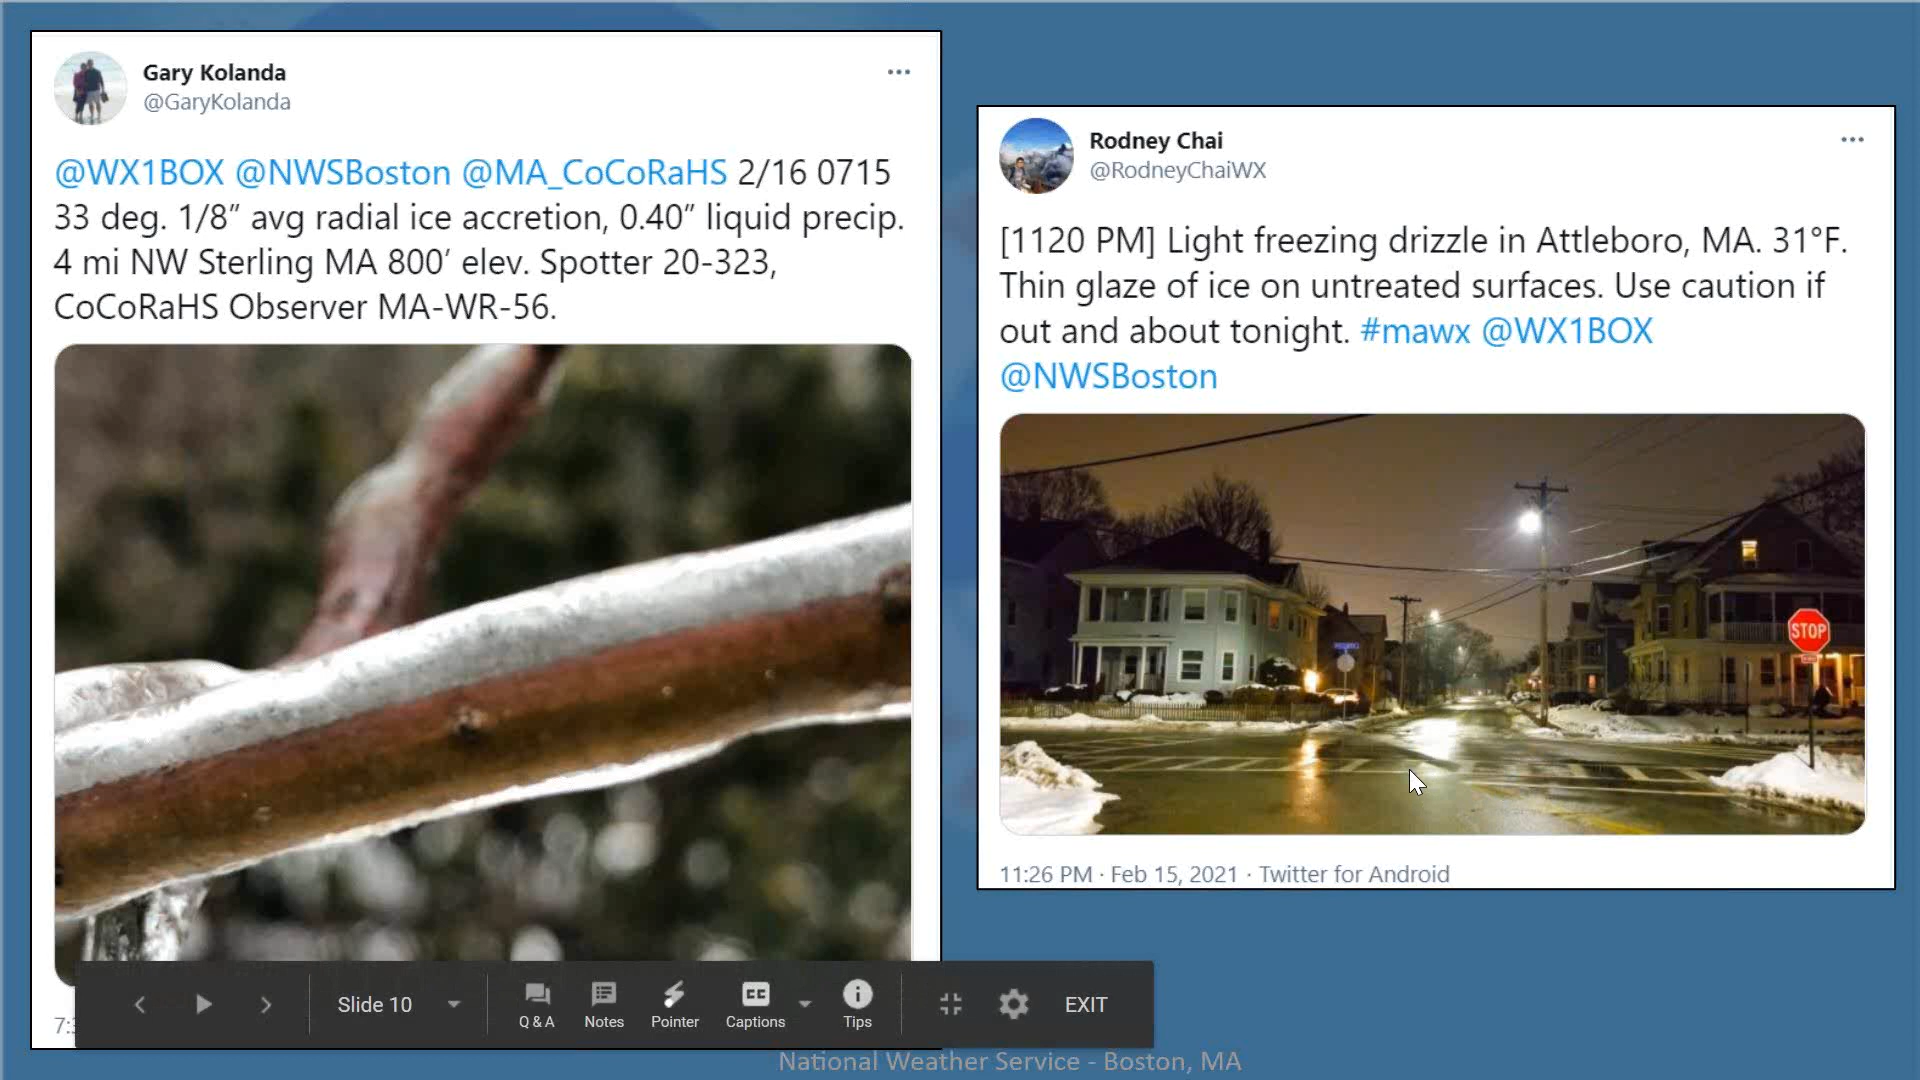 Gary Kolanda
@GaryKolanda
@WX1BOX @NWSBoston @MA_CoCoRaHS 2/16 0715
33 deg. 1/8” avg radial ice accretion, 0.40” liquid precip.
4 mi NW Sterling MA 800’ elev. Spotter 20-323,
CoCoRaHS Observer MA-WR-56.
Rodney Chai
@RodneyChaiWX
[1120 PM] Light freezing drizzle in Attleboro, MA. 31°F.
Thin glaze of ice on untreated surfaces. Use caution if
out and about tonight. #mawx @WX1BOX
@NWSBoston
STOP
11:26 PM · Feb 15, 2021 · Twitter for Android
Slide 10
Q & A
Notes
Pointer
CC
Captions
Tips
EXIT
National Weather Service - Boston, MA